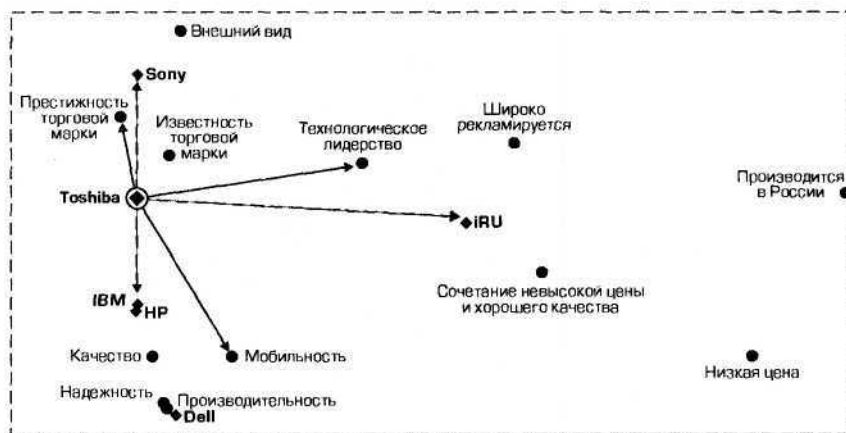 Внешний вид
Sony
Престижность
торговой
марки
Известность
торговой
марки
Технологическое
лидерство
Широко
рекламируется
Производится
в России
Toshiba
iRU
IBM
HP
Сочетание невысокой цены
и хорошего качества
Качество
Мобильность
Низкая цена
Надежность
Производительность
Dell